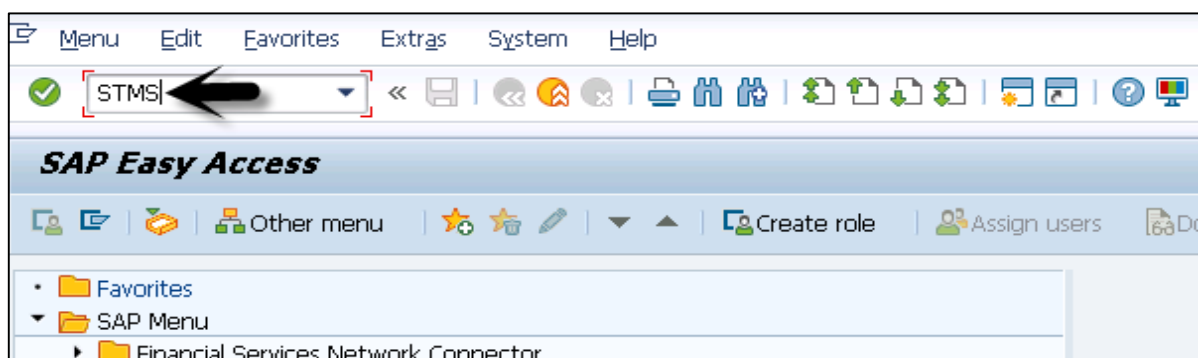 Menu Edit Favorites Extras System Help
STMS
SAP Easy Access
Other menu Create role Assign users
Favorites
SAP Menu
Financial Services Network Connector